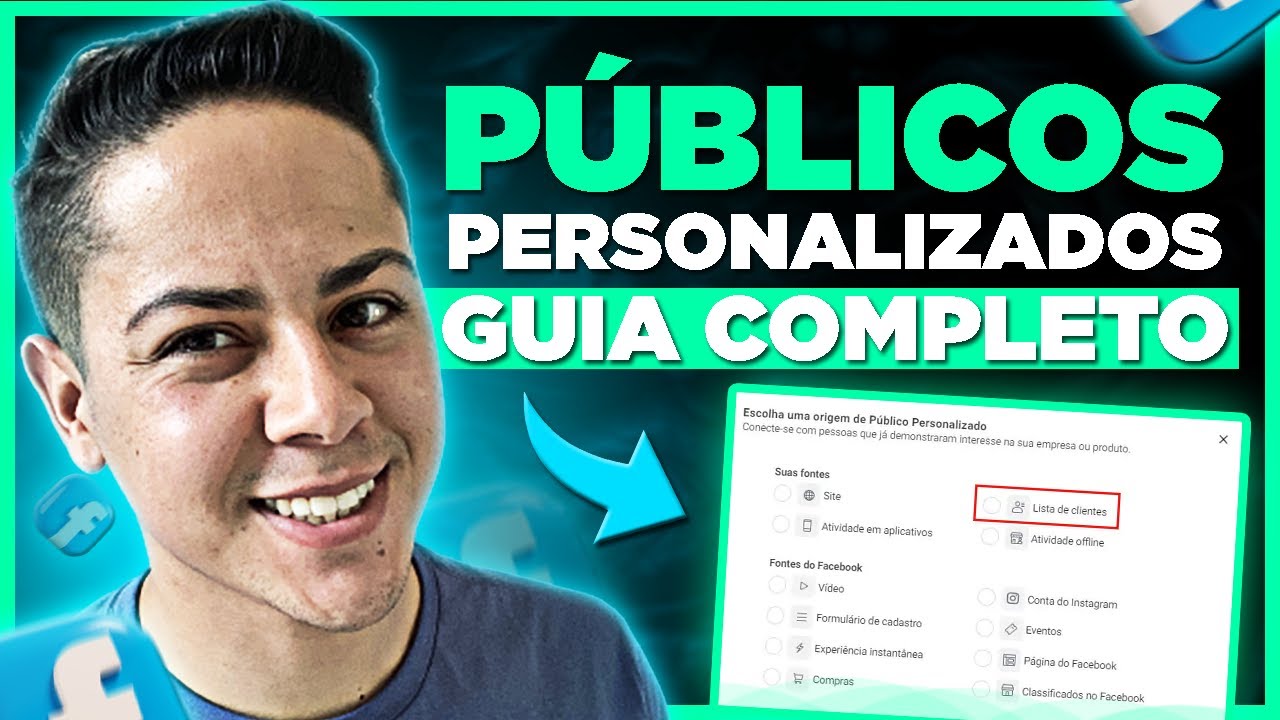 PÚBLICOS
PERSONALIZADOS
GUIA COMPLETO
Escolha uma origem de Público Personalizado
Conecte-se com pessoas que já demonstraram interesse na sua empresa ou produto.
Suas fontes
Site
Lista de clientes
Atividade em aplicativos
Atividade offline
Fontes do Facebook
Vídeo
Conta do Instagram
Formulário de cadastro
Eventos
Experiência instantânea
Página do Facebook
Compras
Classificados no Facebook